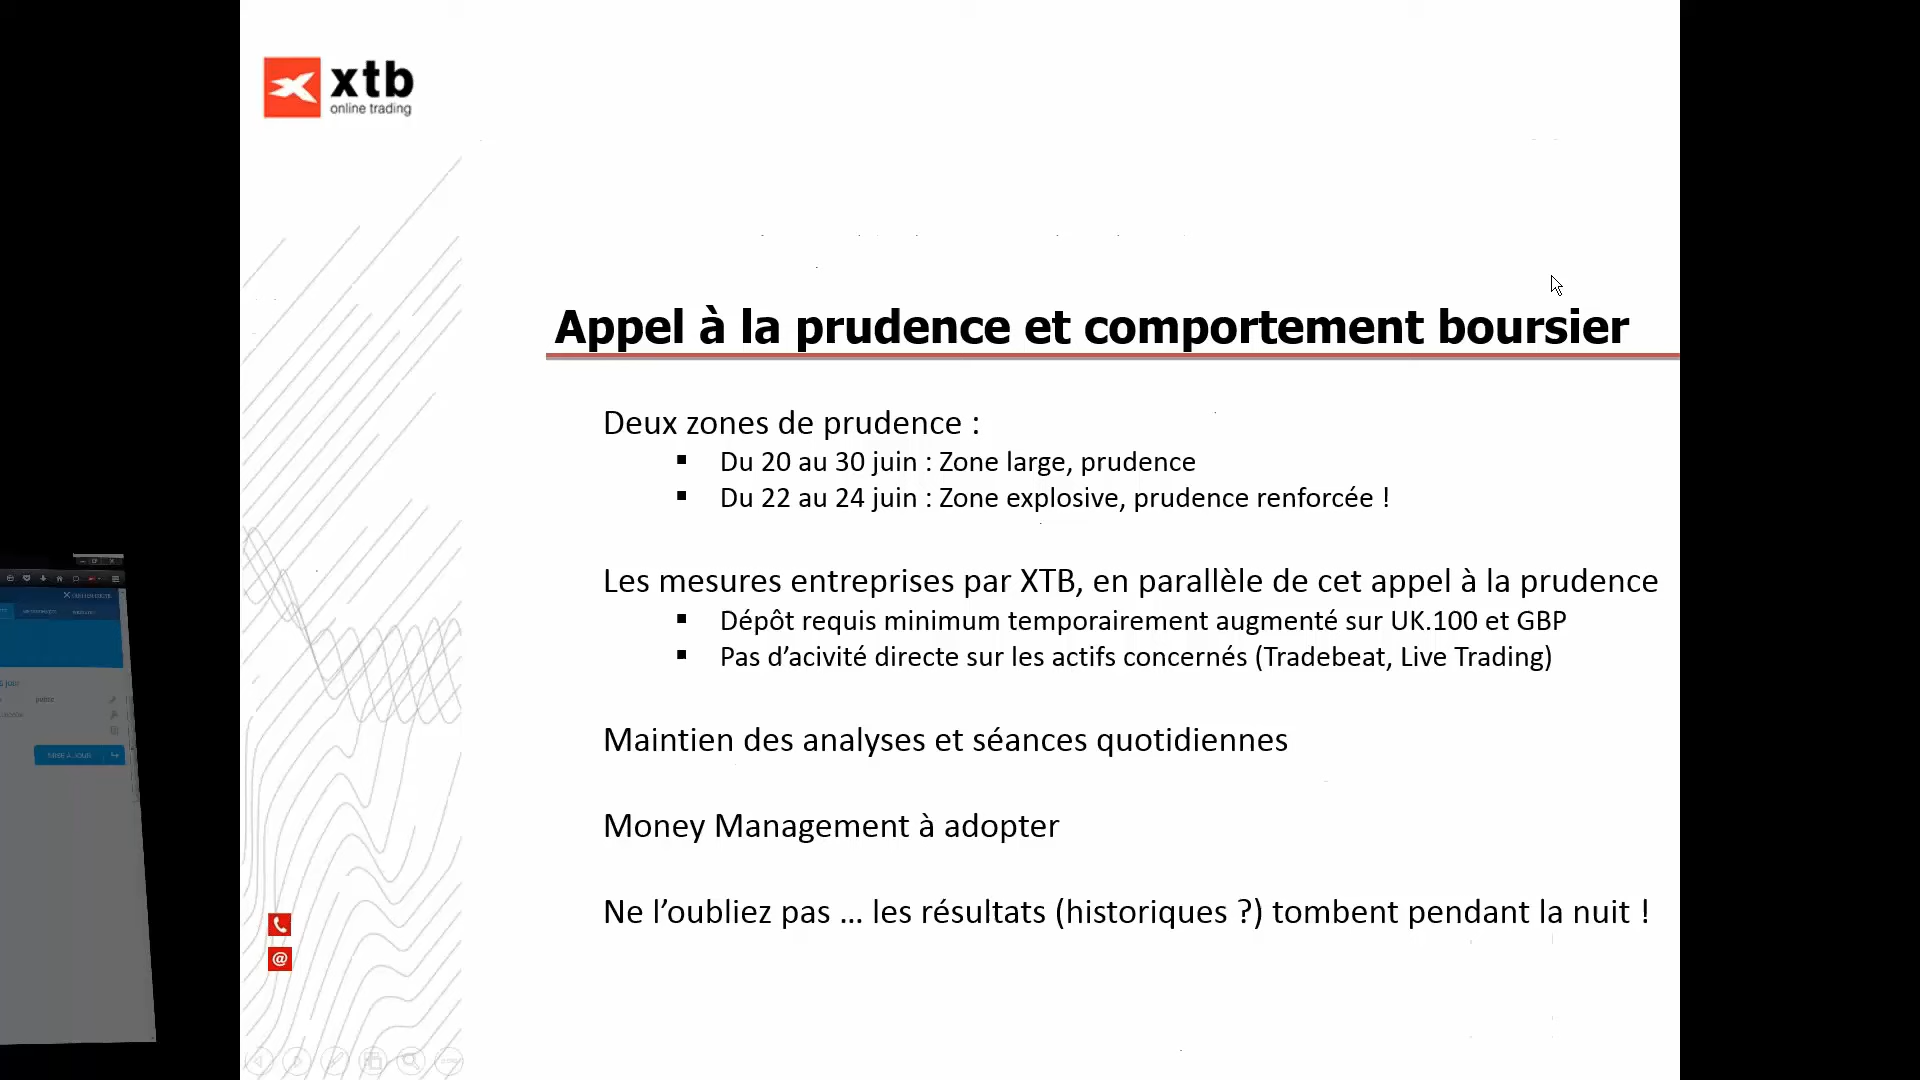 xtb
online trading
Appel à la prudence et comportement boursier
Deux zones de prudence :
Du 20 au 30 juin : Zone large, prudence
Du 22 au 24 juin : Zone explosive, prudence renforcée !
Les mesures entreprises par XTB, en parallèle de cet appel à la prudence
Dépôt requis minimum temporairement augmenté sur UK.100 et GBP
Pas d’acivité directe sur les actifs concernés (Tradebeat, Live Trading)
Maintien des analyses et séances quotidiennes
Money Management à adopter
Ne l’oubliez pas … les résultats (historiques ?) tombent pendant la nuit !
MISE À JOUR